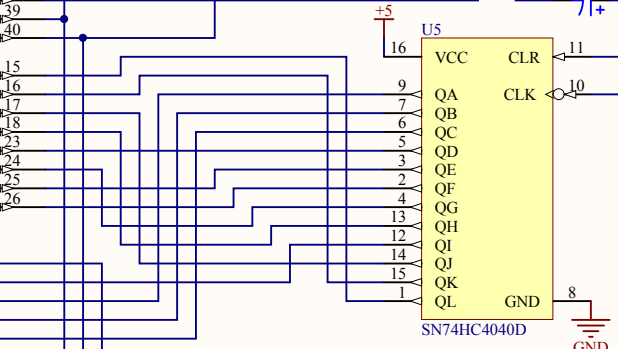 39
40
15
16
17
18
23
24
25
26
+5
U5
16 VCC CLR 11
9 QA CLK 10
7 QB
6 QC
5 QD
3 QE
2 QF
4 QG
13 QH
12 QI
14 QJ
15 QK
1 QL GND 8
SN74HC4040D
GND